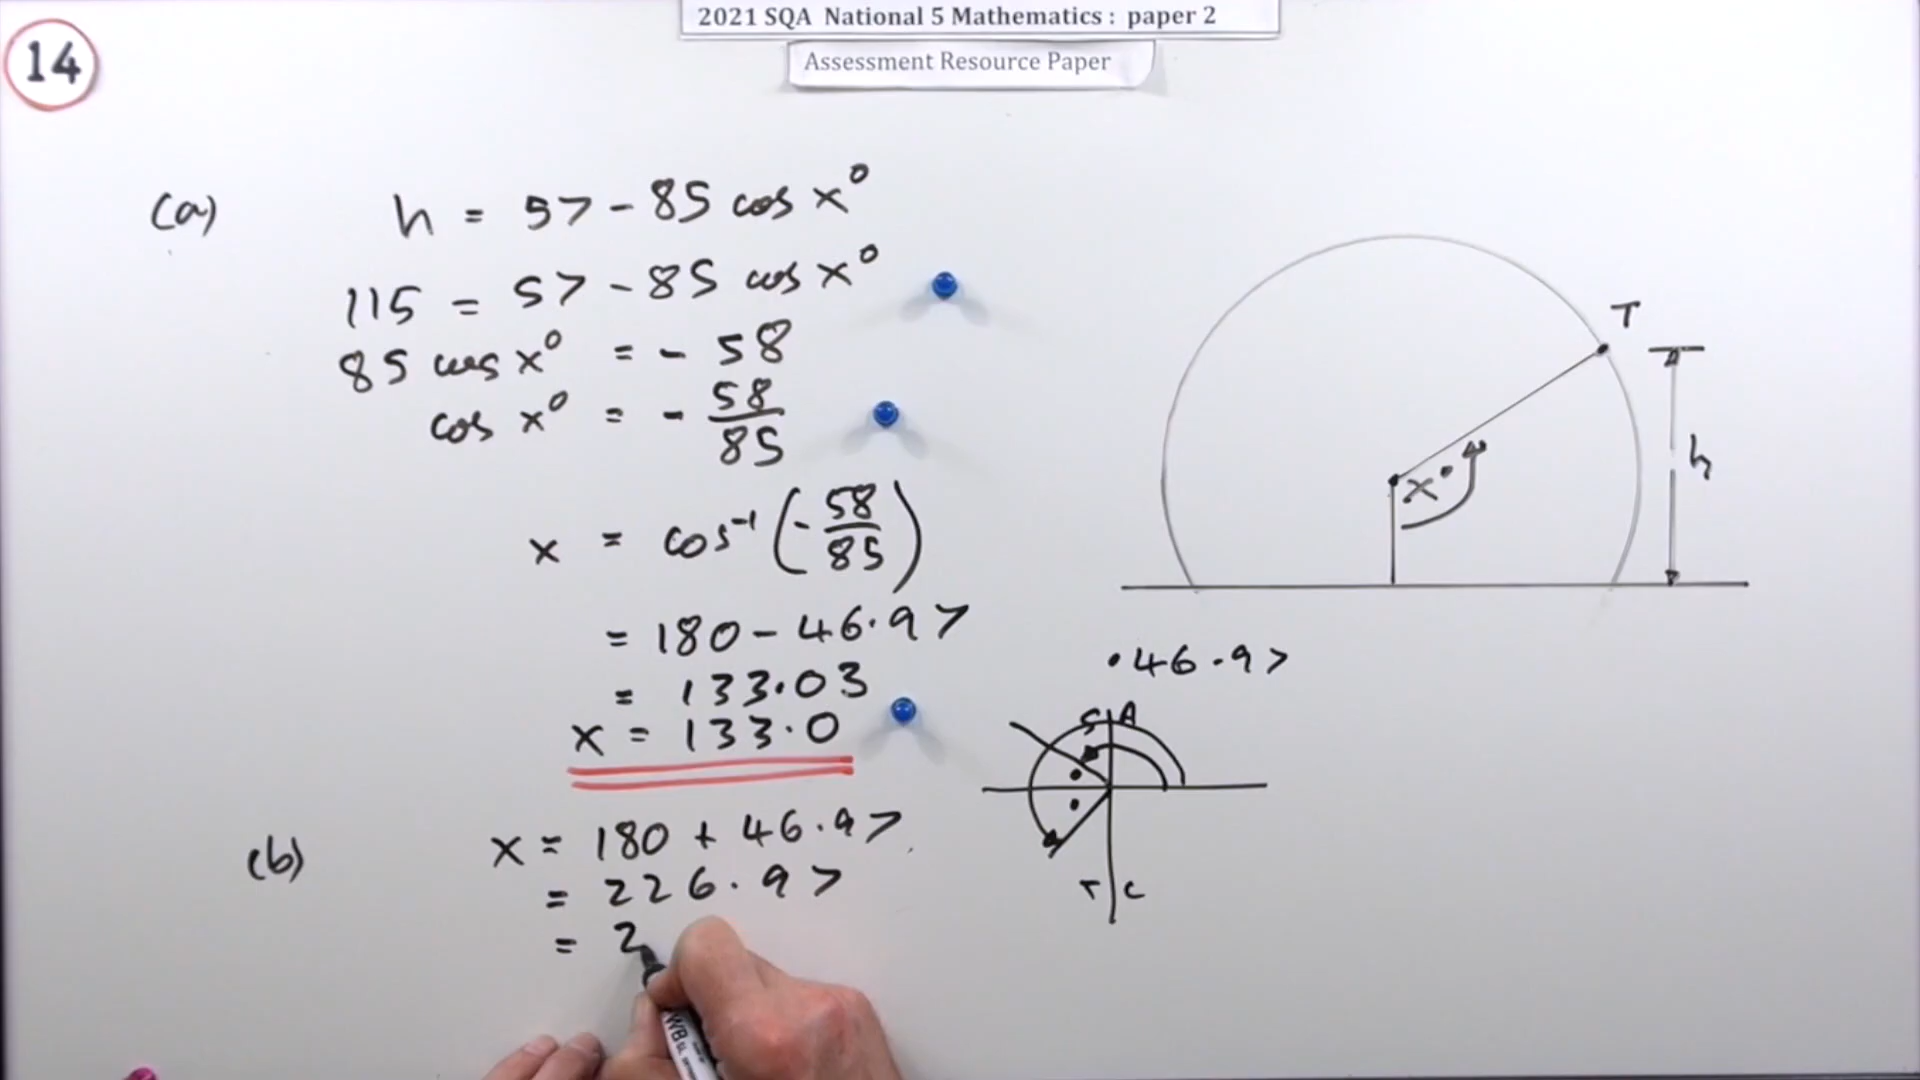 2021 SQA National 5 Mathematics : paper 2
Assessment Resource Paper
14
(a) h = 57 - 85 cos x°
115 = 57 - 85 cos x°
85 cos x° = - 58
cos x° = - 58/85
x = cos⁻¹ (- 58/85)
= 180 - 46.97
= 133.03
x = 133.0
(b) x = 180 + 46.97
= 226.97
= 2
T
x°
h
•46.97
S A
T C
WB